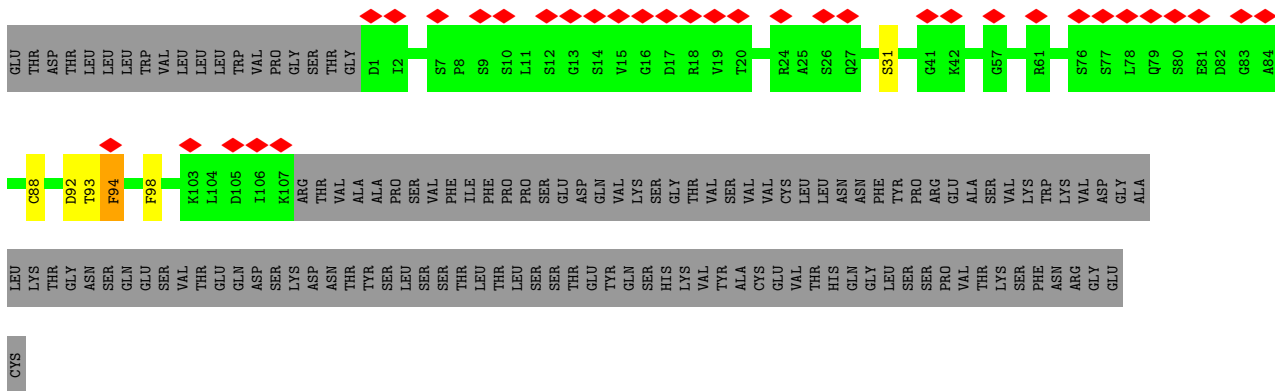 GLU THR ASP THR LEU LEU LEU TRP VAL LEU LEU LEU TRP VAL PRO GLY SER THR GLY D1 I2 S7 P8 S9 S10 L11 S12 G13 S14 V15 G16 D17 R18 V19 T20 R24 A25 S26 Q27 S31 G41 K42 G57 R61 S76 S77 L78 Q79 S80 E81 D82 G83 A84
C88 D92 T93 F94 F98 K103 L104 D105 I106 K107 ARG THR VAL ALA ALA PRO SER VAL PHE ILE PHE PRO PRO SER GLU ASP GLN VAL LYS SER GLY THR VAL SER VAL VAL CYS LEU LEU ASN ASN PHE TYR PRO ARG GLU ALA SER VAL LYS TRP LYS VAL ASP GLY ALA
LEU LYS THR GLY ASN SER GLN GLU SER VAL THR GLU GLN ASP SER LYS ASP ASN THR TYR SER LEU SER SER SER THR LEU THR LEU SER SER THR GLU TYR GLN SER HIS LYS VAL TYR ALA CYS GLU VAL THR HIS GLN GLY LEU SER SER PRO VAL THR LYS SER PHE ASN ARG GLY GLU
CYS